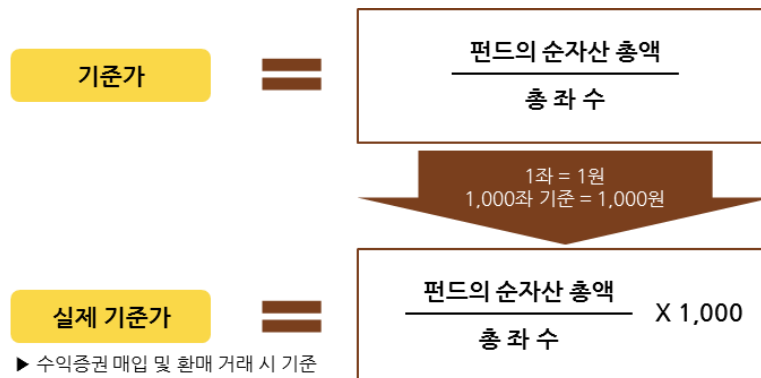 기준가
펀드의 순자산 총액
총 좌 수
1좌 = 1원
1,000좌 기준 = 1,000원
실제 기준가
펀드의 순자산 총액
총 좌 수
X 1,000
▶ 수익증권 매입 및 환매 거래 시 기준